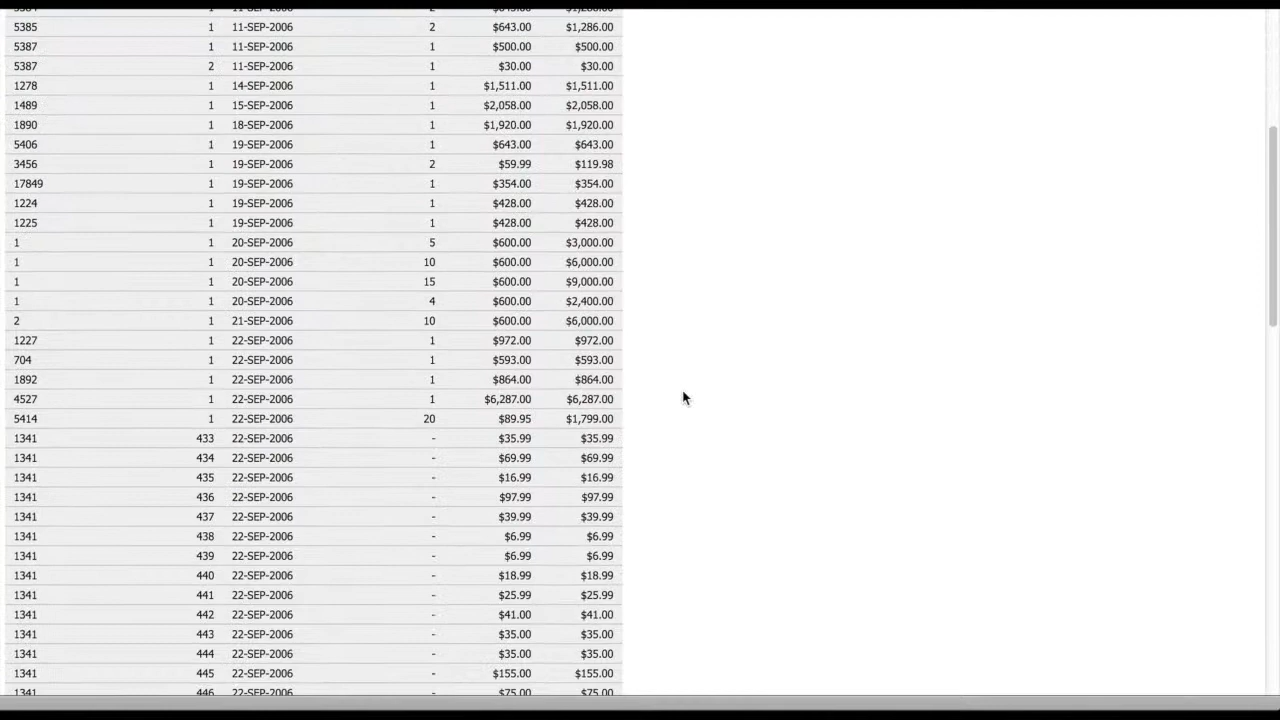 5385 1 11-SEP-2006 2 $643.00 $1,286.00
5387 1 11-SEP-2006 1 $500.00 $500.00
5387 2 11-SEP-2006 1 $30.00 $30.00
1278 1 14-SEP-2006 1 $1,511.00 $1,511.00
1489 1 15-SEP-2006 1 $2,058.00 $2,058.00
1890 1 18-SEP-2006 1 $1,920.00 $1,920.00
5406 1 19-SEP-2006 1 $643.00 $643.00
3456 1 19-SEP-2006 2 $59.99 $119.98
17849 1 19-SEP-2006 1 $354.00 $354.00
1224 1 19-SEP-2006 1 $428.00 $428.00
1225 1 19-SEP-2006 1 $428.00 $428.00
1 1 20-SEP-2006 5 $600.00 $3,000.00
1 1 20-SEP-2006 10 $600.00 $6,000.00
1 1 20-SEP-2006 15 $600.00 $9,000.00
1 1 20-SEP-2006 4 $600.00 $2,400.00
2 1 21-SEP-2006 10 $600.00 $6,000.00
1227 1 22-SEP-2006 1 $972.00 $972.00
704 1 22-SEP-2006 1 $593.00 $593.00
1892 1 22-SEP-2006 1 $864.00 $864.00
4527 1 22-SEP-2006 1 $6,287.00 $6,287.00
5414 1 22-SEP-2006 20 $89.95 $1,799.00
1341 433 22-SEP-2006 - $35.99 $35.99
1341 434 22-SEP-2006 - $69.99 $69.99
1341 435 22-SEP-2006 - $16.99 $16.99
1341 436 22-SEP-2006 - $97.99 $97.99
1341 437 22-SEP-2006 - $39.99 $39.99
1341 438 22-SEP-2006 - $6.99 $6.99
1341 439 22-SEP-2006 - $6.99 $6.99
1341 440 22-SEP-2006 - $18.99 $18.99
1341 441 22-SEP-2006 - $25.99 $25.99
1341 442 22-SEP-2006 - $41.00 $41.00
1341 443 22-SEP-2006 - $35.00 $35.00
1341 444 22-SEP-2006 - $35.00 $35.00
1341 445 22-SEP-2006 - $155.00 $155.00
1341 446 22-SEP-2006 - $75.00 $75.00